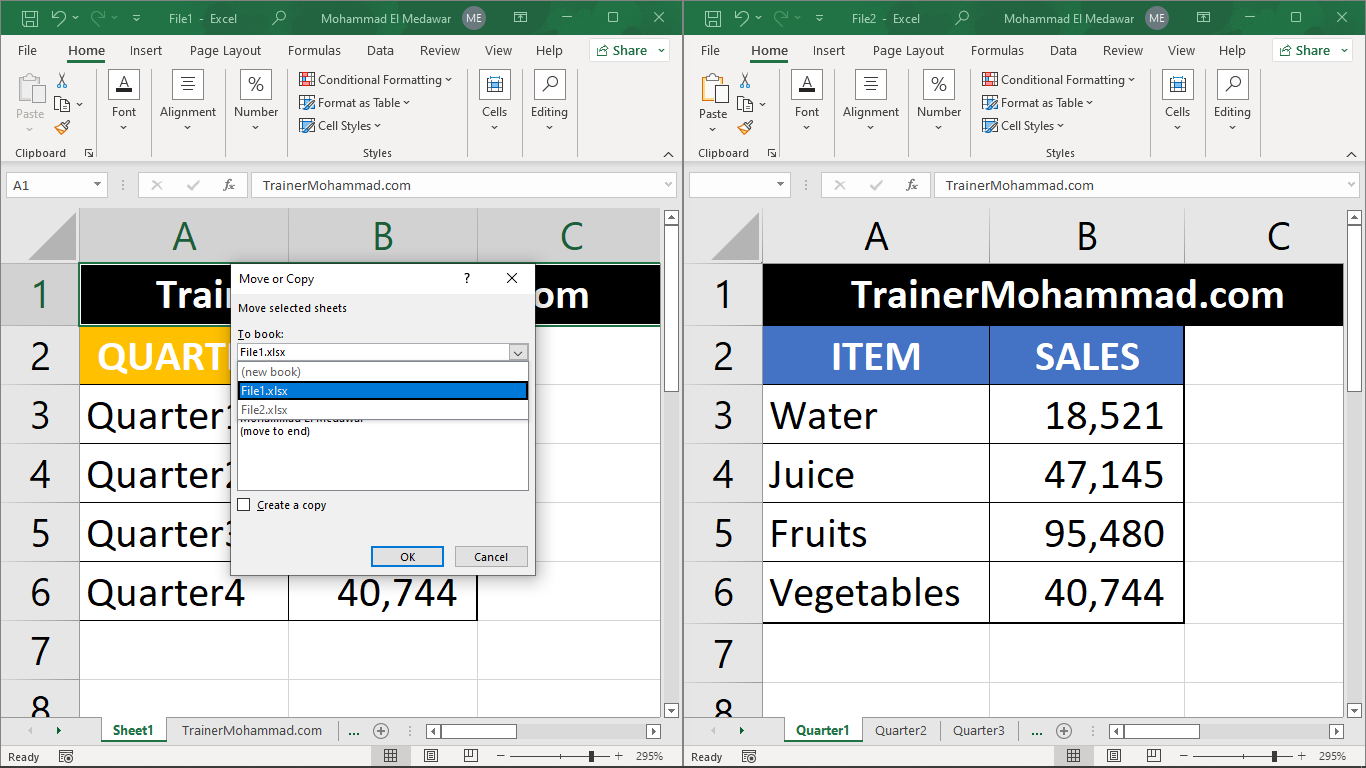 File1 - Excel
Mohammad El Medawar
ME
File Home Insert Page Layout Formulas Data Review View Help Share
Paste
Clipboard
Font
Alignment
%
Number
Conditional Formatting
Format as Table
Cell Styles
Styles
Cells
Editing
A1
fx
TrainerMohammad.com
A B C
1
2 QUART
3 Quarter1
4
5
6 Quarter4 40,744
7
8
Move or Copy ?
Move selected sheets
To book:
File1.xlsx
(new book)
File1.xlsx
File2.xlsx
Mohammad El Medawar
(move to end)
Create a copy
OK Cancel
Sheet1 TrainerMohammad.com ...
Ready
295%
File2 - Excel
Mohammad El Medawar
ME
File Home Insert Page Layout Formulas Data Review View Help Share
Paste
Clipboard
Font
Alignment
%
Number
Conditional Formatting
Format as Table
Cell Styles
Styles
Cells
Editing
fx
TrainerMohammad.com
A B C
1 TrainerMohammad.com
2 ITEM SALES
3 Water 18,521
4 Juice 47,145
5 Fruits 95,480
6 Vegetables 40,744
7
8
Quarter1 Quarter2 Quarter3 ...
Ready
295%